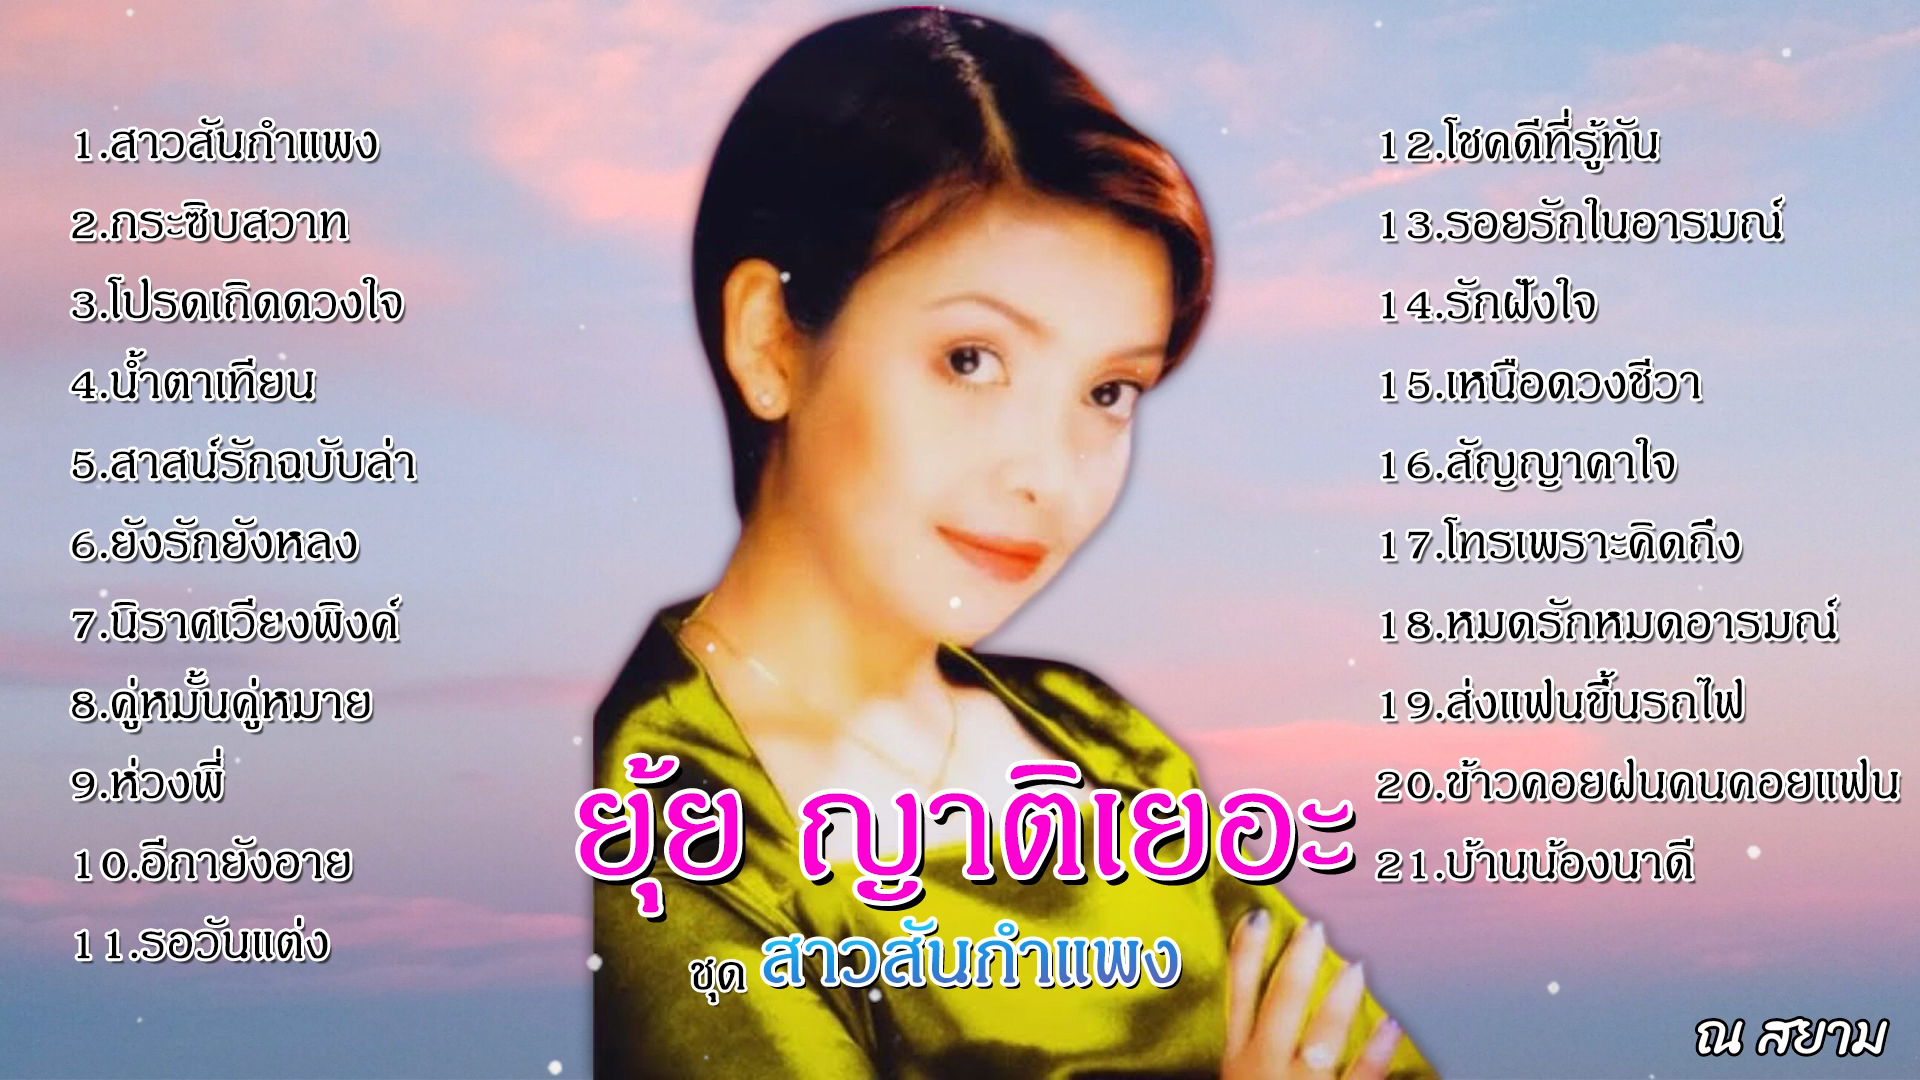 1.สาวสันกำแพง
2.กระซิบสวาท
3.โปรดเกิดดวงใจ
4.น้ำตาเทียน
5.สาสน์รักฉบับล่า
6.ยังรักยังหลง
7.นิราศเวียงพิงค์
8.คู่หมั้นคู่หมาย
9.ห่วงพี่
10.อีกายังอาย
11.รอวันแต่ง
12.โชคดีที่รู้ทัน
13.รอยรักในอารมณ์
14.รักฝังใจ
15.เหนือดวงชีวา
16.สัญญาคาใจ
17.โทรเพราะคิดถึง
18.หมดรักหมดอารมณ์
19.ส่งแฟนขึ้นรถไฟ
20.ข้าวคอยฝนคนคอยแฟน
21.บ้านน้องนาดี
ยุ้ย ญาติเยอะ
ชุด สาวสันกำแพง
ณ สยาม